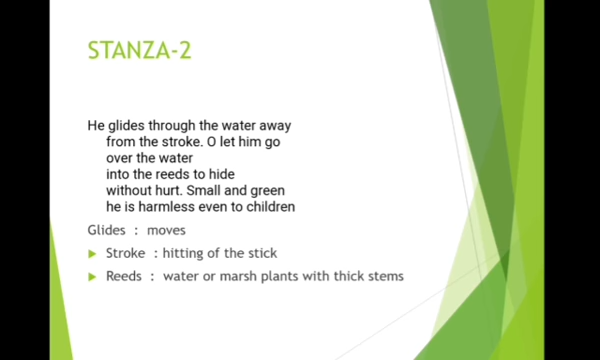 STANZA-2
He glides through the water away
from the stroke. O let him go
over the water
into the reeds to hide
without hurt. Small and green
he is harmless even to children
Glides : moves
Stroke : hitting of the stick
Reeds : water or marsh plants with thick stems